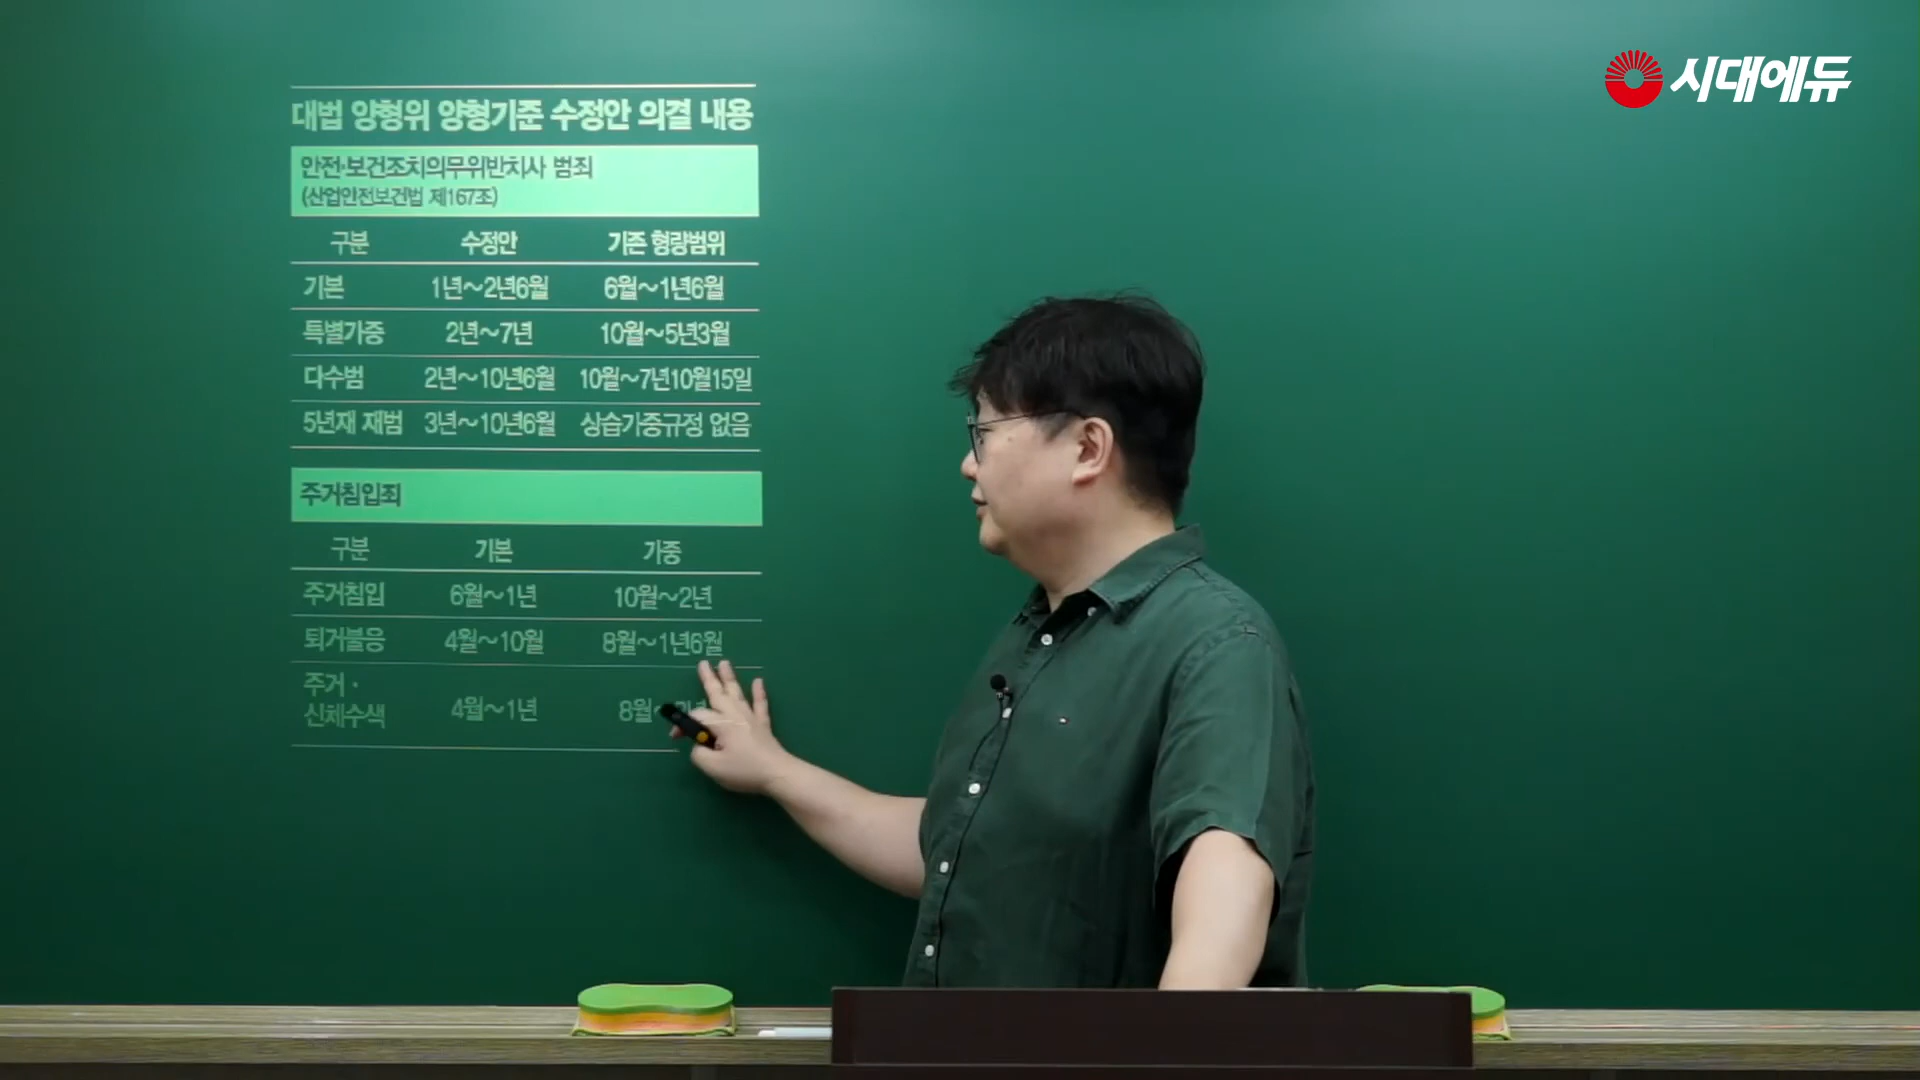 시대에듀
대법 양형위 양형기준 수정안 의결 내용
안전·보건조치의무위반치사 범죄
(산업안전보건법 제167조)
구분 수정안 기존 형량범위
기본 1년~2년6월 6월~1년6월
특별가중 2년~7년 10월~5년3월
다수범 2년~10년6월 10월~7년10월15일
5년재 재범 3년~10년6월 상습가중규정 없음
주거침입죄
구분 기본 가중
주거침입 6월~1년 10월~2년
퇴거불응 4월~10월 8월~1년6월
주거·
신체수색 4월~1년 8월~